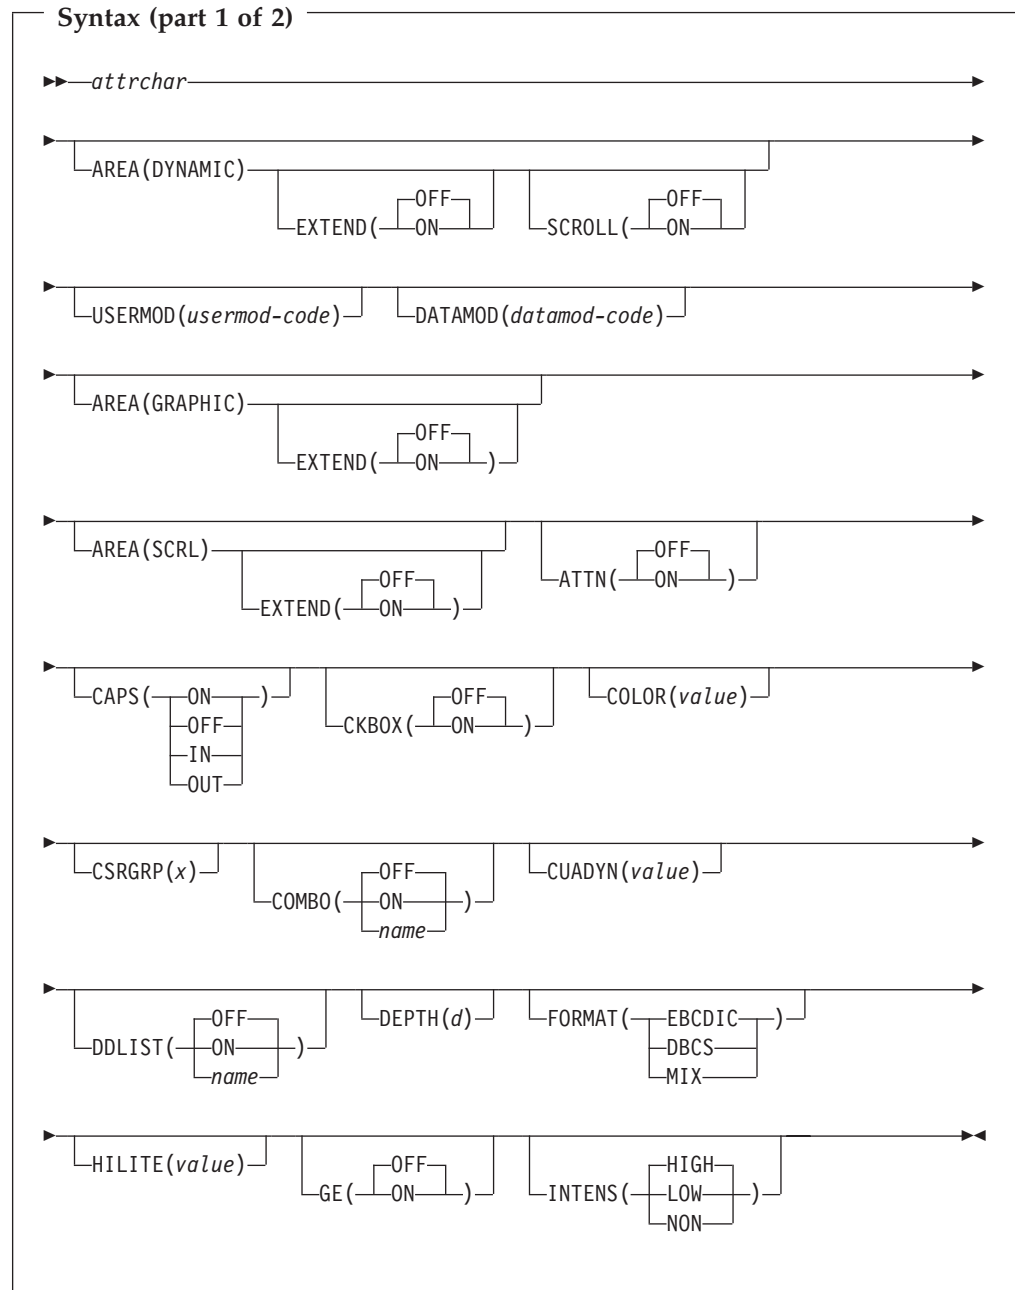 Syntax (part 1 of 2)
attrchar
AREA(DYNAMIC)
OFF OFF
EXTEND( ON SCROLL( ON
USERMOD(usermod-code) DATAMOD(datamod-code)
AREA(GRAPHIC)
OFF
EXTEND( ON )
AREA(SCRL) OFF
OFF ATTN( ON )
EXTEND( ON )
CAPS( ON ) OFF COLOR(value)
OFF CKBOX( ON )
IN
OUT
CSRGRP(x) OFF CUADYN(value)
COMBO( ON )
name
OFF DEPTH(d) FORMAT( EBCDIC )
DDLIST( ON ) DBCS
name MIX
HILITE(value) OFF HIGH
GE( ON ) INTENS( LOW )
NON